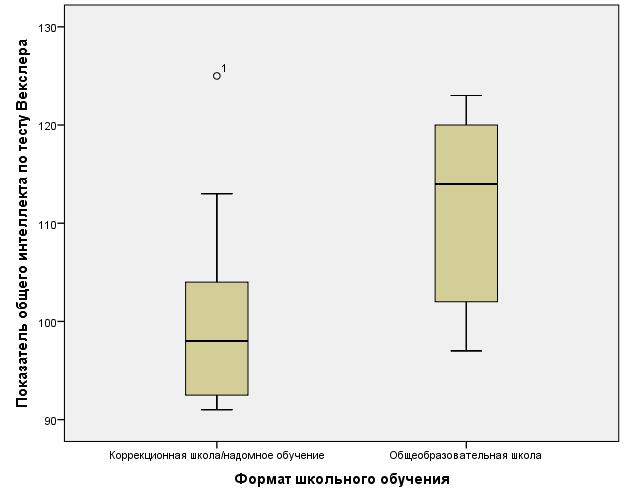 Показатель общего интеллекта по тесту Векслера
130
120
110
100
90
1
Коррекционная школа/надомное обучение
Общеобразовательная школа
Формат школьного обучения